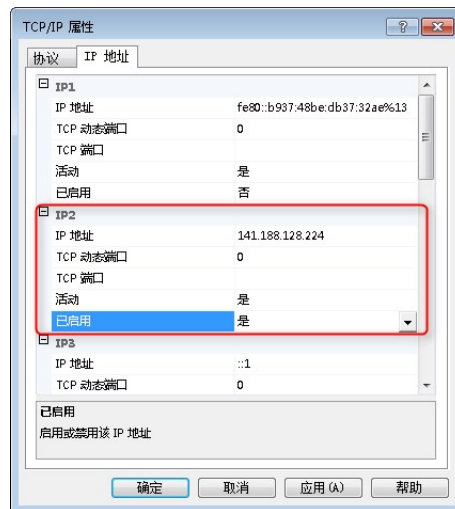 TCP/IP 属性
协议 IP 地址
IP1
IP 地址 fe80::b937:48be:db37:32ae%13
TCP 动态端口 0
TCP 端口
活动 是
已启用 否
IP2
IP 地址 141.188.128.224
TCP 动态端口 0
TCP 端口
活动 是
已启用 是
IP3
IP 地址 ::1
TCP 动态端口 0
已启用
启用或禁用该 IP 地址
确定 取消 应用(A) 帮助